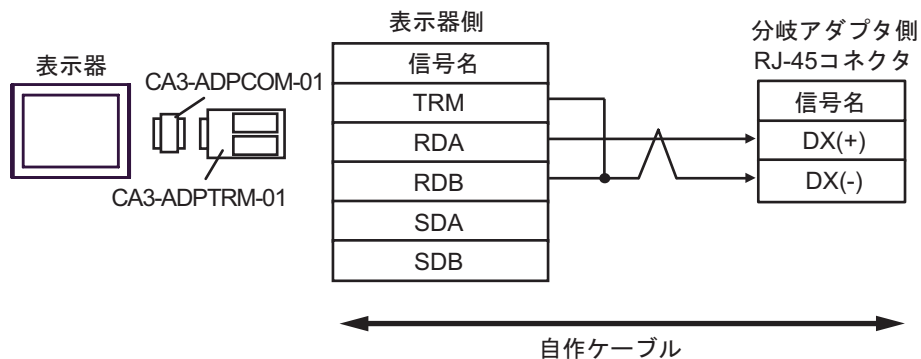 表示器
CA3-ADPCOM-01
CA3-ADPTRM-01
表示器側
信号名
TRM
RDA
RDB
SDA
SDB
分岐アダプタ側
RJ-45コネクタ
信号名
DX(+)
DX(-)
自作ケーブル